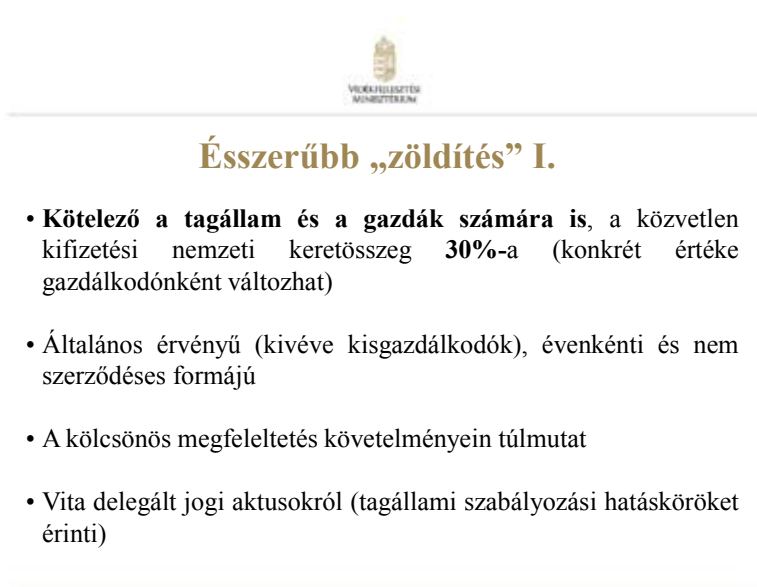 VIDÉKFEJLESZTÉSI
MINISZTÉRIUM
Ésszerűbb „zöldítés” I.
• Kötelező a tagállam és a gazdák számára is, a közvetlen
kifizetési nemzeti keretösszeg 30%-a (konkrét értéke
gazdálkodónként változhat)
• Általános érvényű (kivéve kisgazdálkodók), évenkénti és nem
szerződéses formájú
• A kölcsönös megfeleltetés követelményein túlmutat
• Vita delegált jogi aktusokról (tagállami szabályozási hatásköröket
érinti)